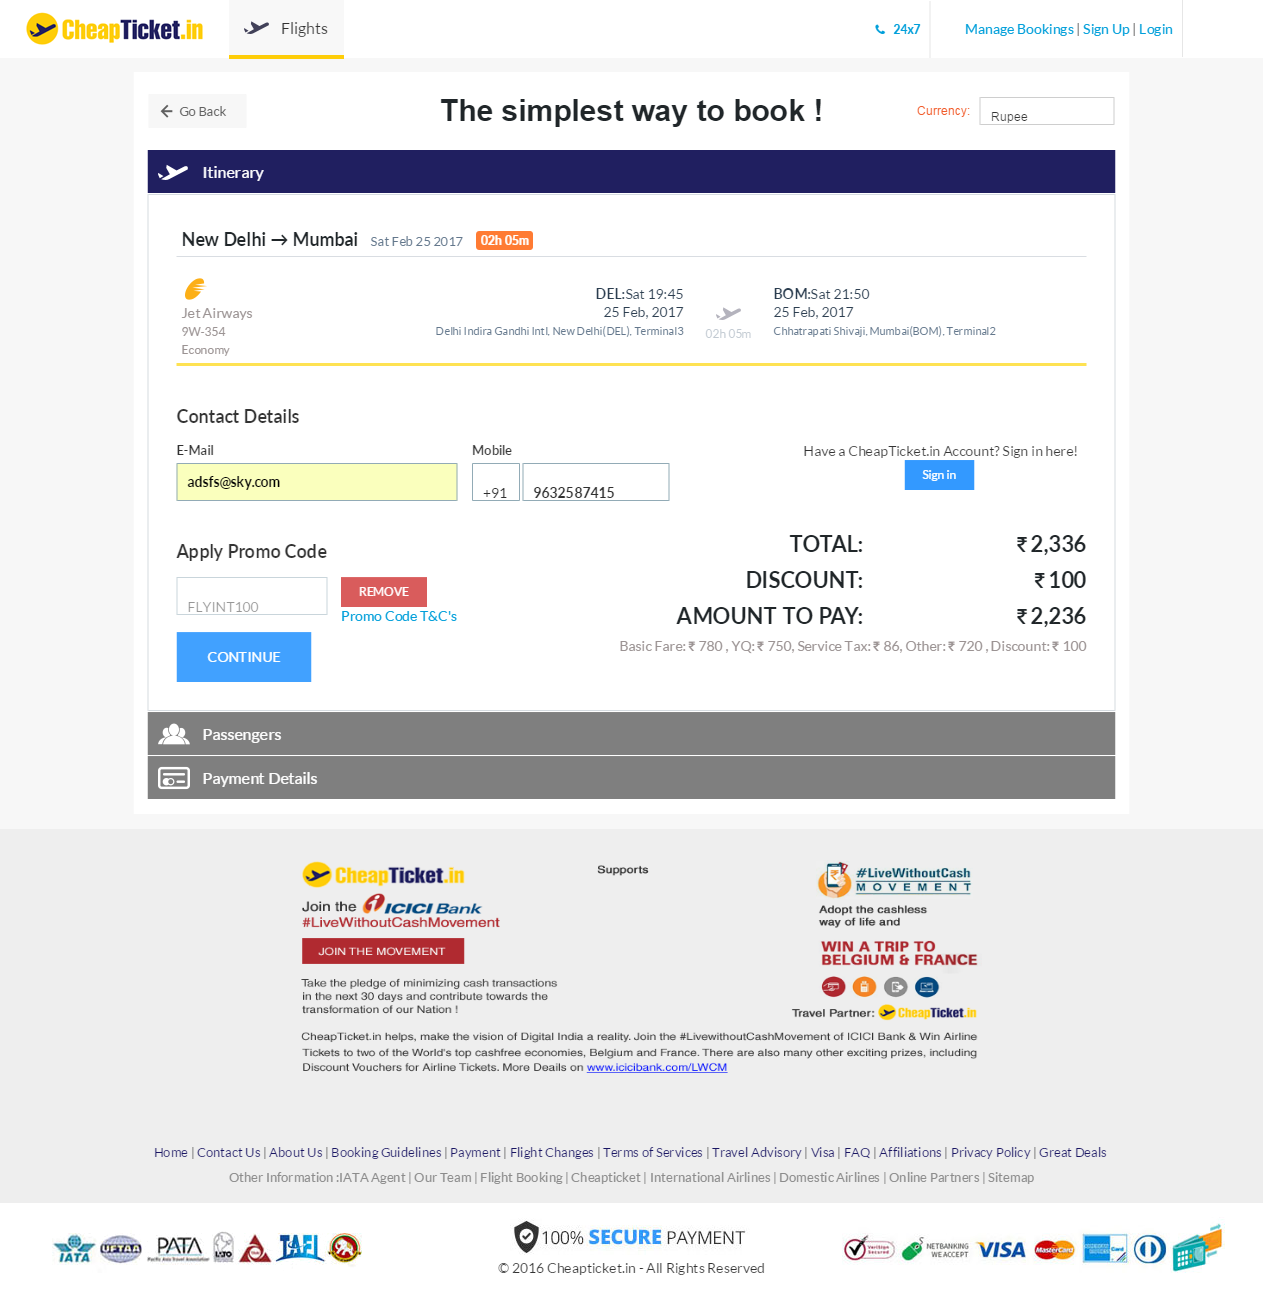 CheapTicket.in Flights 24x7 Manage Bookings | Sign Up | Login
Go Back The simplest way to book ! Currency: Rupee
Itinerary
New Delhi → Mumbai Sat Feb 25 2017 02h 05m
Jet Airways
9W-354
Economy
DEL:Sat 19:45
25 Feb, 2017
Delhi Indira Gandhi Intl, New Delhi(DEL), Terminal3
02h 05m
BOM:Sat 21:50
25 Feb, 2017
Chhatrapati Shivaji, Mumbai(BOM), Terminal2
Contact Details
E-Mail Mobile
adsfs@sky.com +91 9632587415
Have a CheapTicket.in Account? Sign in here!
Sign in
Apply Promo Code
FLYINT100 REMOVE
Promo Code T&C's
CONTINUE
TOTAL: ₹ 2,336
DISCOUNT: ₹ 100
AMOUNT TO PAY: ₹ 2,236
Basic Fare: ₹ 780 , YQ: ₹ 750, Service Tax: ₹ 86, Other: ₹ 720 , Discount: ₹ 100
Passengers
Payment Details
CheapTicket.in
Join the ICICI Bank
#LiveWithoutCashMovement
JOIN THE MOVEMENT
Take the pledge of minimizing cash transactions
in the next 30 days and contribute towards the
transformation of our Nation !
Supports
#LiveWithoutCash
MOVEMENT
Adopt the cashless
way of life and
WIN A TRIP TO
BELGIUM & FRANCE
Travel Partner: CheapTicket.in
CheapTicket.in helps, make the vision of Digital India a reality. Join the #LivewithoutCashMovement of ICICI Bank & Win Airline
Tickets to two of the World's top cashfree economies, Belgium and France. There are also many other exciting prizes, including
Discount Vouchers for Airline Tickets. More Deails on www.icicibank.com/LWCM
Home | Contact Us | About Us | Booking Guidelines | Payment | Flight Changes | Terms of Services | Travel Advisory | Visa | FAQ | Affiliations | Privacy Policy | Great Deals
Other Information :IATA Agent | Our Team | Flight Booking | Cheapticket | International Airlines | Domestic Airlines | Online Partners | Sitemap
IATA UFTAA PATA TAFI
100% SECURE PAYMENT
© 2016 Cheapticket.in - All Rights Reserved
Verified Secured
NETBANKING
WE ACCEPT
VISA MasterCard